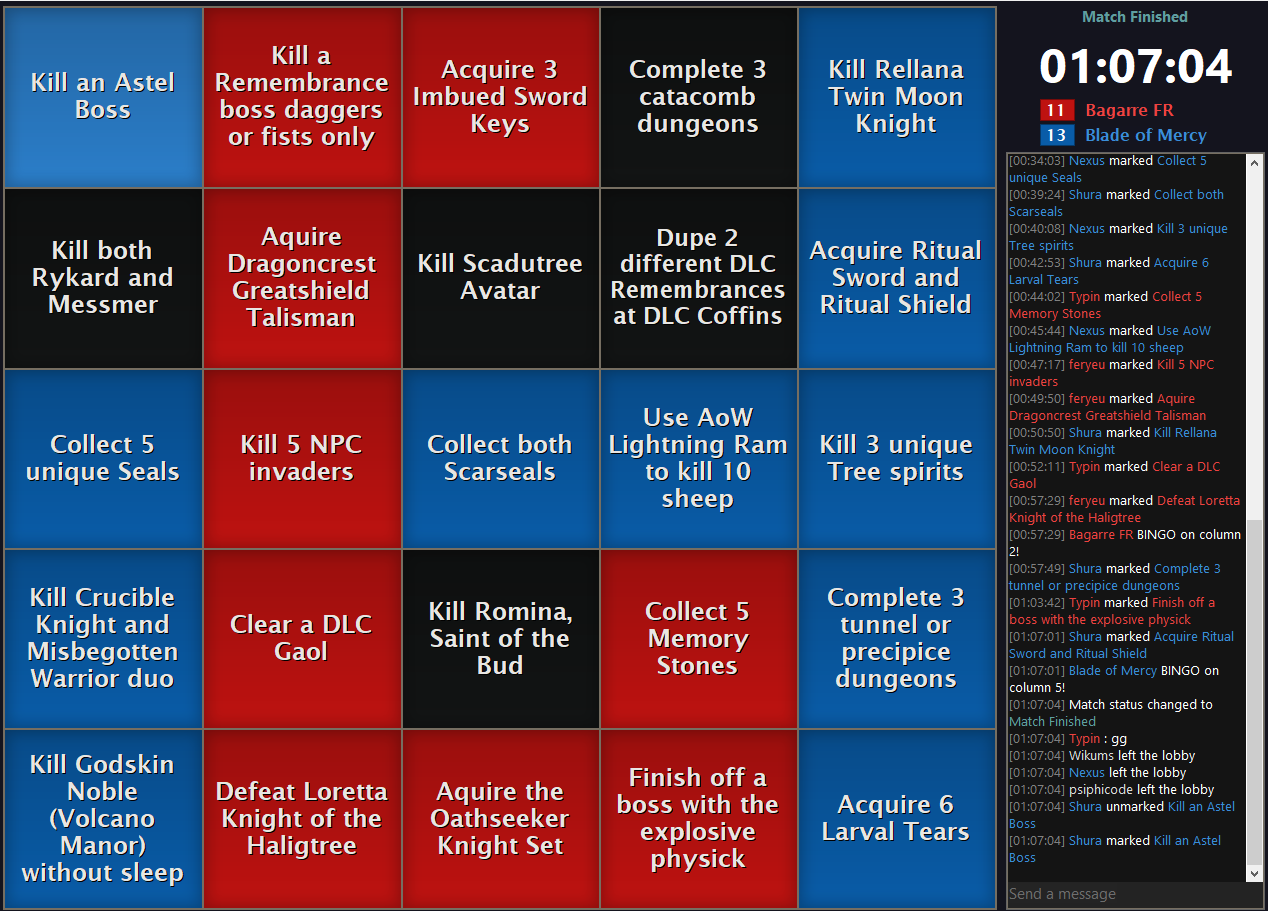 Kill an Astel
Boss
Kill a
Remembrance
boss daggers
or fists only
Acquire 3
Imbued Sword
Keys
Complete 3
catacomb
dungeons
Kill Rellana
Twin Moon
Knight
Kill both
Rykard and
Messmer
Aquire
Dragoncrest
Greatshield
Talisman
Kill Scadutree
Avatar
Dupe 2
different DLC
Remembrances
at DLC Coffins
Acquire Ritual
Sword and
Ritual Shield
Collect 5
unique Seals
Kill 5 NPC
invaders
Collect both
Scarseals
Use AoW
Lightning Ram
to kill 10
sheep
Kill 3 unique
Tree spirits
Kill Crucible
Knight and
Misbegotten
Warrior duo
Clear a DLC
Gaol
Kill Romina,
Saint of the
Bud
Collect 5
Memory
Stones
Complete 3
tunnel or
precipice
dungeons
Kill Godskin
Noble
(Volcano
Manor)
without sleep
Defeat Loretta
Knight of the
Haligtree
Aquire the
Oathseeker
Knight Set
Finish off a
boss with the
explosive
physick
Acquire 6
Larval Tears
Match Finished
01:07:04
11 Bagarre FR
13 Blade of Mercy
[00:34:03] Nexus marked Collect 5
unique Seals
[00:39:24] Shura marked Collect both
Scarseals
[00:40:08] Nexus marked Kill 3 unique
Tree spirits
[00:42:53] Shura marked Acquire 6
Larval Tears
[00:44:02] Typin marked Collect 5
Memory Stones
[00:45:44] Nexus marked Use AoW
Lightning Ram to kill 10 sheep
[00:47:17] feryeu marked Kill 5 NPC
invaders
[00:49:50] feryeu marked Aquire
Dragoncrest Greatshield Talisman
[00:50:50] Shura marked Kill Rellana
Twin Moon Knight
[00:52:11] Typin marked Clear a DLC
Gaol
[00:57:29] feryeu marked Defeat Loretta
Knight of the Haligtree
[00:57:29] Bagarre FR BINGO on column
2!
[00:57:49] Shura marked Complete 3
tunnel or precipice dungeons
[01:03:42] Typin marked Finish off a
boss with the explosive physick
[01:07:01] Shura marked Acquire Ritual
Sword and Ritual Shield
[01:07:01] Blade of Mercy BINGO on
column 5!
[01:07:04] Match status changed to
Match Finished
[01:07:04] Typin : gg
[01:07:04] Wikums left the lobby
[01:07:04] Nexus left the lobby
[01:07:04] psiphicode left the lobby
[01:07:04] Shura unmarked Kill an Astel
Boss
[01:07:04] Shura marked Kill an Astel
Boss
Send a message